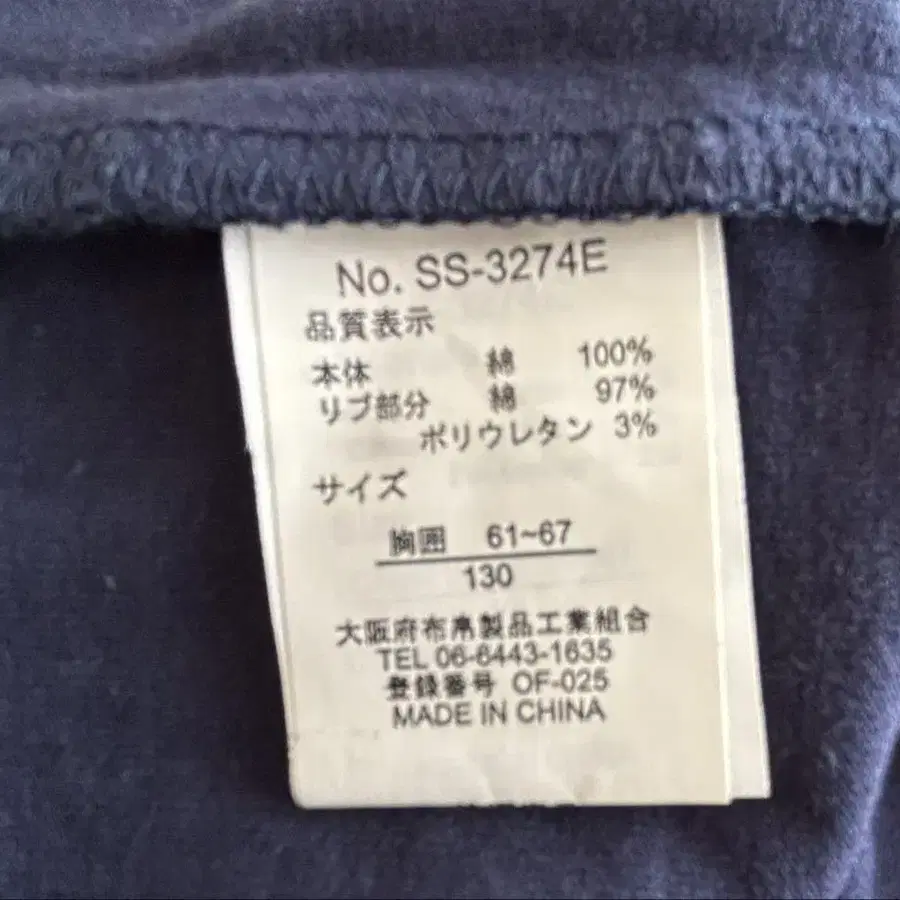 No. SS-3274E
品質表示
本体 綿 100%
リブ部分 綿 97%
ポリウレタン 3%
サイズ
胸囲 61~67
130
大阪府布帛製品工業組合
TEL 06-6443-1635
登録番号 OF-025
MADE IN CHINA